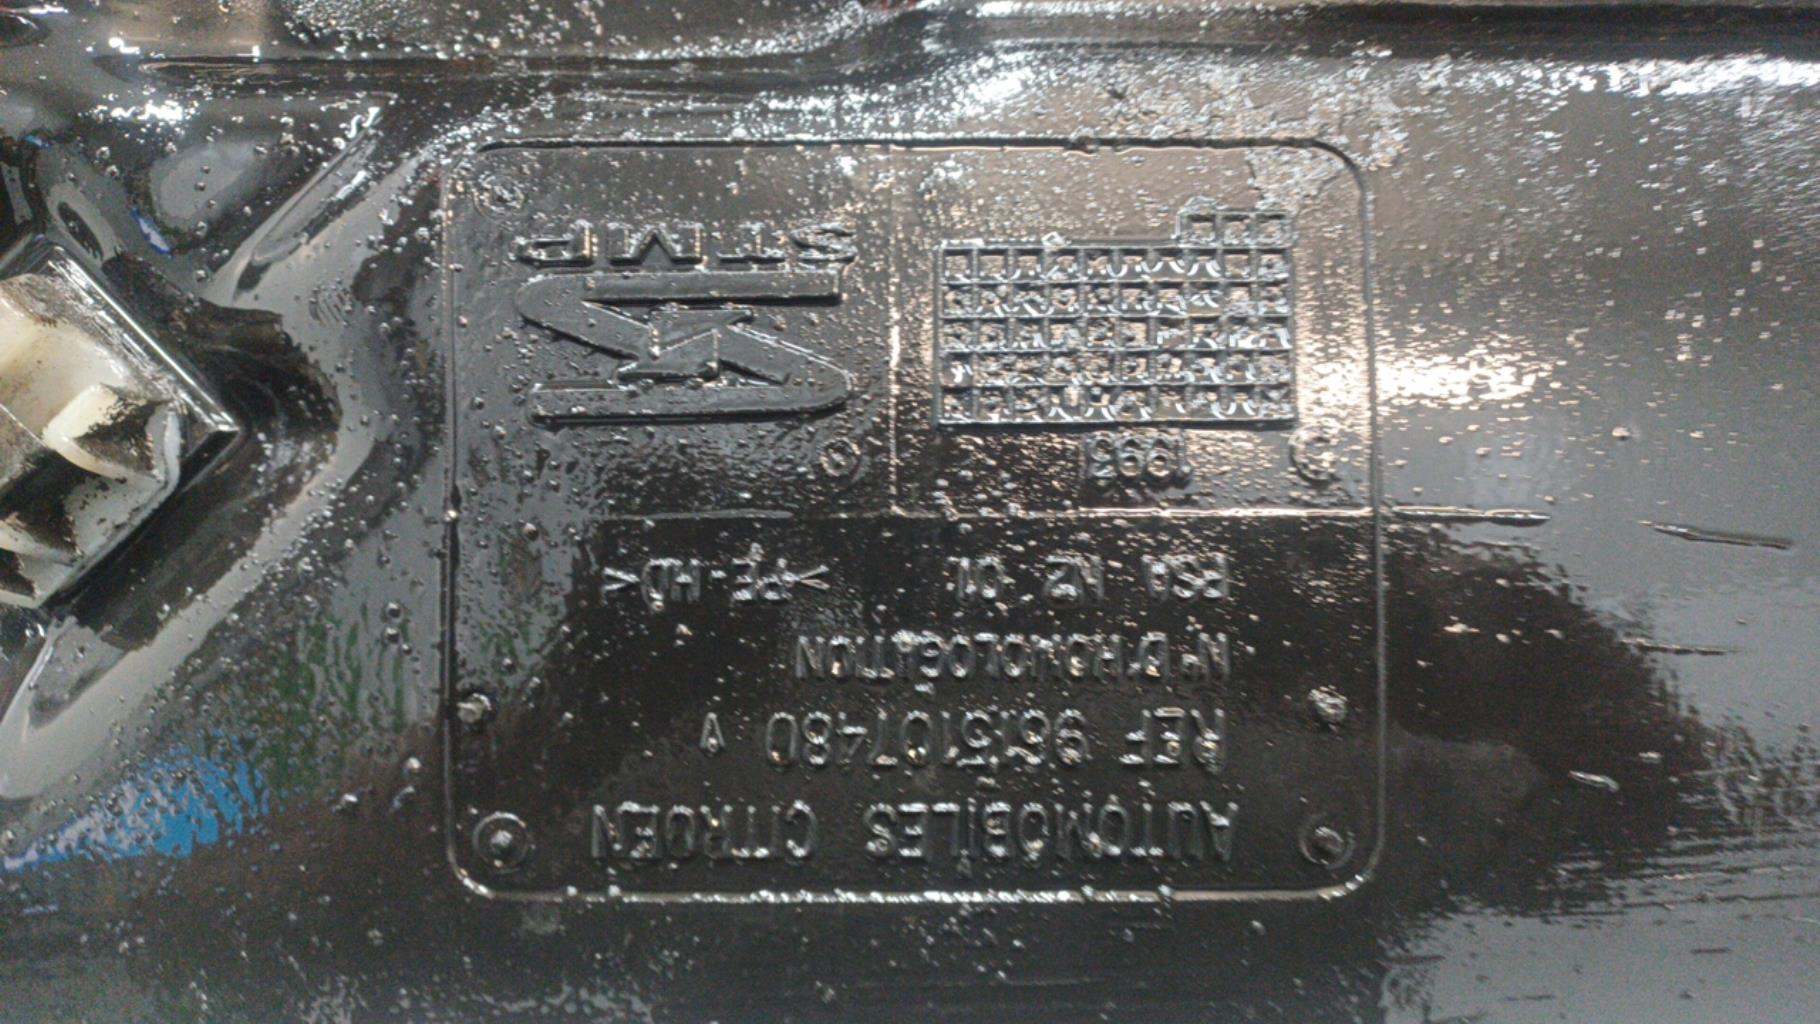 AUTOMOBILES CITROEN
REF 9615107480
N°D'HOMOLOGATION
PSA N2 01 >PE-HD<
1993
STMP